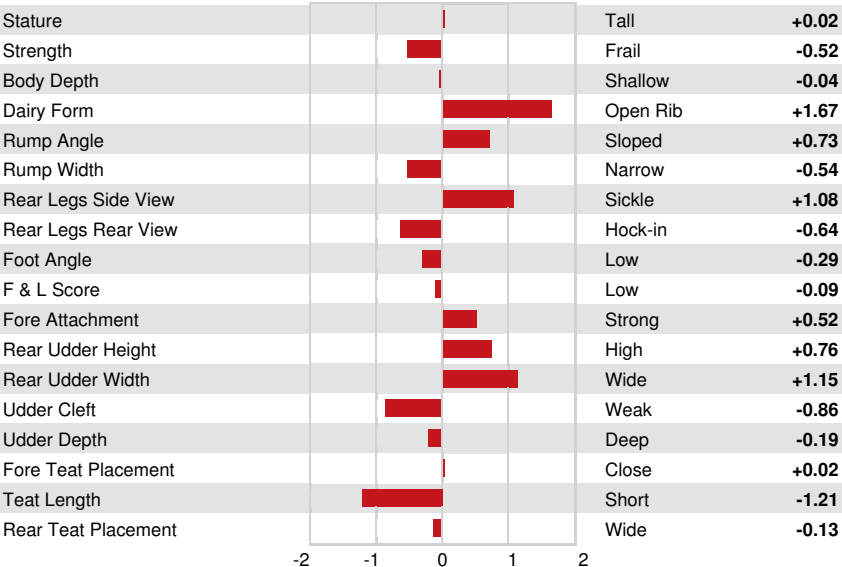 Stature Tall +0.02
Strength Frail -0.52
Body Depth Shallow -0.04
Dairy Form Open Rib +1.67
Rump Angle Sloped +0.73
Rump Width Narrow -0.54
Rear Legs Side View Sickle +1.08
Rear Legs Rear View Hock-in -0.64
Foot Angle Low -0.29
F & L Score Low -0.09
Fore Attachment Strong +0.52
Rear Udder Height High +0.76
Rear Udder Width Wide +1.15
Udder Cleft Weak -0.86
Udder Depth Deep -0.19
Fore Teat Placement Close +0.02
Teat Length Short -1.21
Rear Teat Placement Wide -0.13
-2 -1 0 1 2